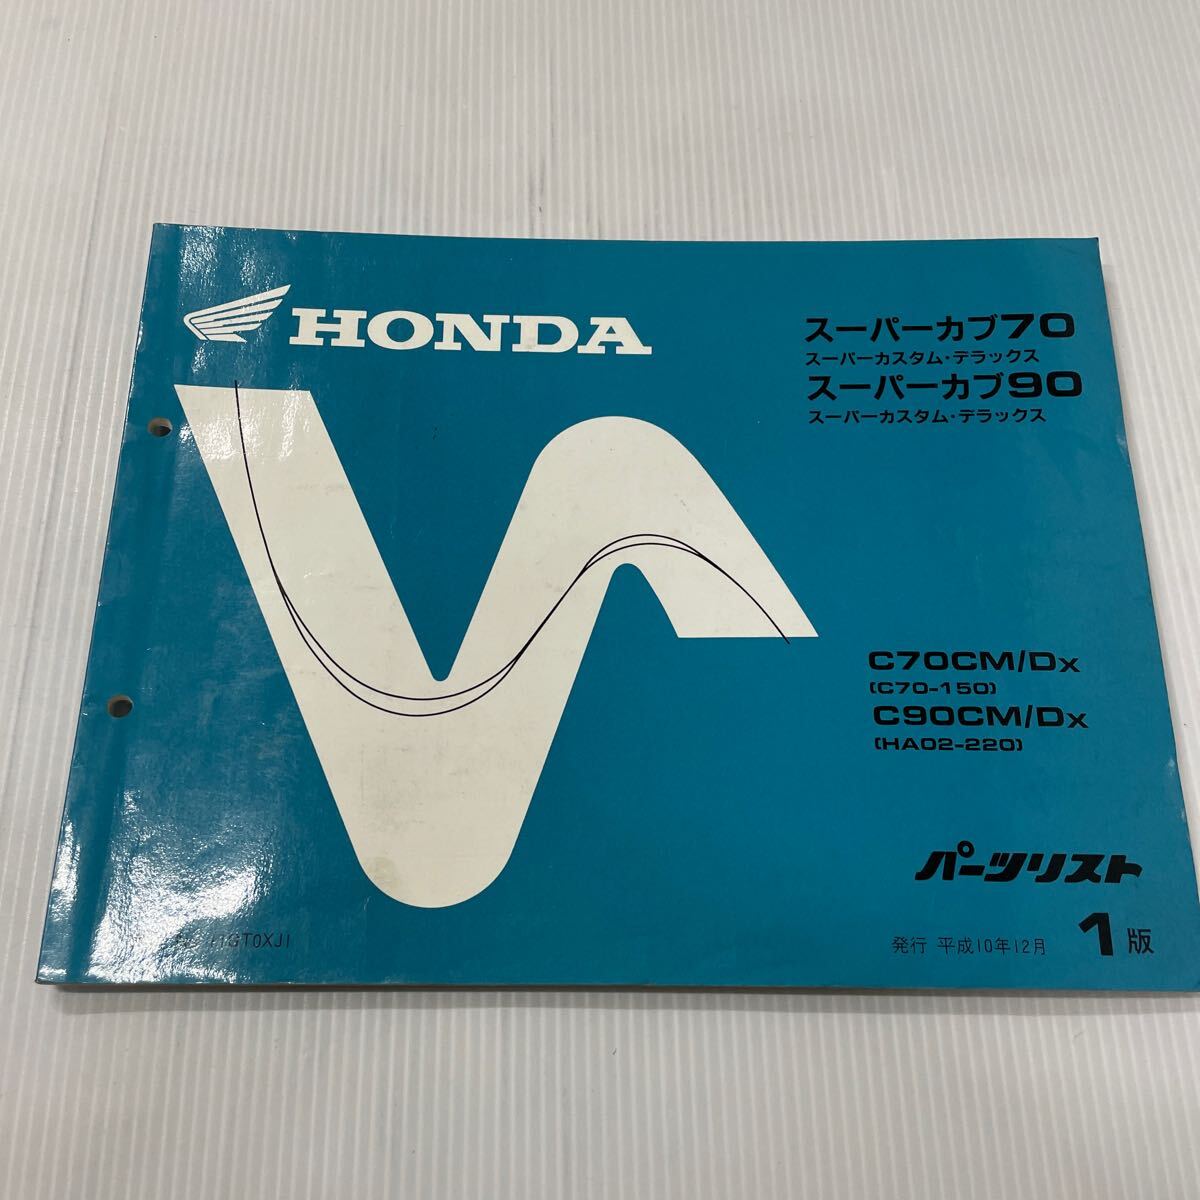 HONDA
スーパーカブ70
スーパーカスタム・デラックス
スーパーカブ90
スーパーカスタム・デラックス
C70CM/DX
(C70-150)
C90CM/DX
(HA02-220)
パーツリスト
発行 平成10年12月 1版
11GT0XJ1